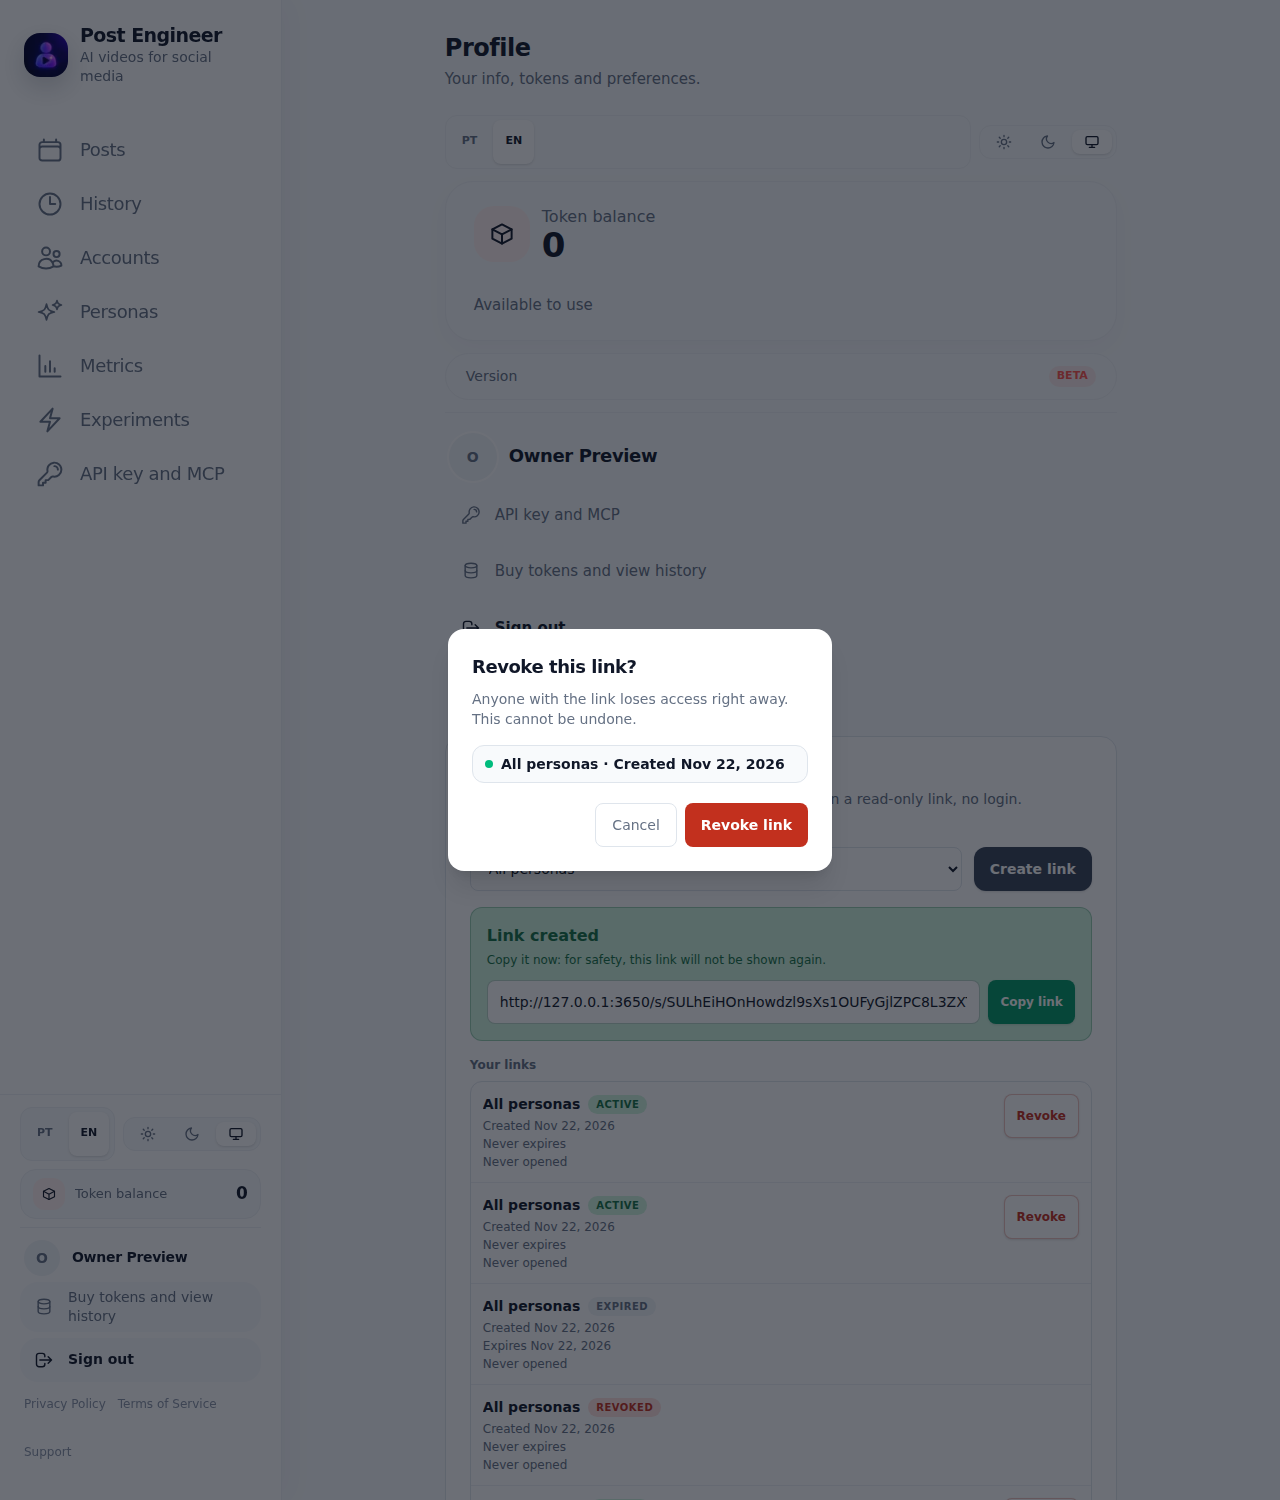 Post Engineer
AI videos for social
media
Posts
History
Accounts
Personas
Metrics
Experiments
API key and MCP
PT
EN
Token balance
0
O
Owner Preview
Buy tokens and view
history
Sign out
Privacy Policy
Terms of Service
Support
Profile
Your info, tokens and preferences.
PT
EN
Token balance
0
Available to use
Version
BETA
O
Owner Preview
API key and MCP
Buy tokens and view history
Sign out
Revoke this link?
Anyone with the link loses access right away.
This cannot be undone.
All personas · Created Nov 22, 2026
Cancel
Revoke link
a read-only link, no login.
All personas
Create link
Link created
Copy it now: for safety, this link will not be shown again.
http://127.0.0.1:3650/s/SULhEiHOnHowdzl9sXs1OUFyGjlZPC8L3ZX
Copy link
Your links
All personas
ACTIVE
Created Nov 22, 2026
Never expires
Never opened
Revoke
All personas
ACTIVE
Created Nov 22, 2026
Never expires
Never opened
Revoke
All personas
EXPIRED
Created Nov 22, 2026
Expires Nov 22, 2026
Never opened
All personas
REVOKED
Created Nov 22, 2026
Never expires
Never opened